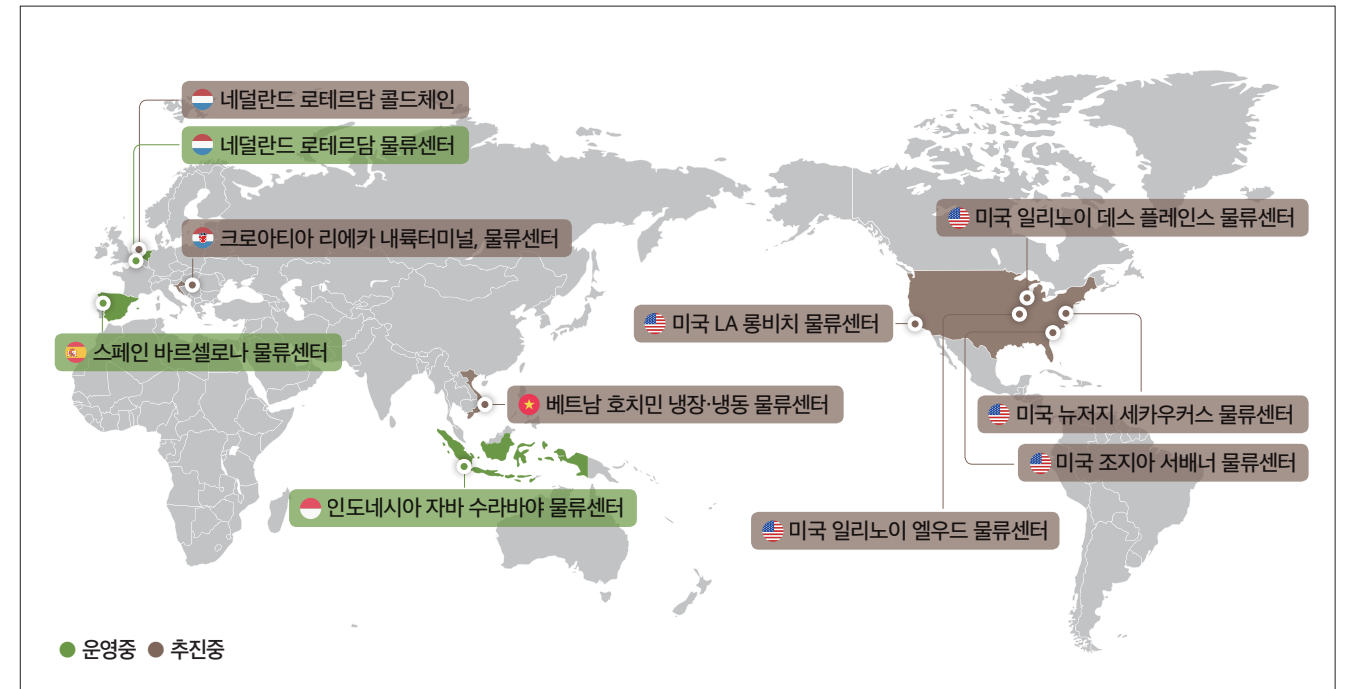 네덜란드 로테르담 콜드체인
네덜란드 로테르담 물류센터
미국 일리노이 데스 플레인스 물류센터
크로아티아 리에카 내륙터미널, 물류센터
미국 LA 롱비치 물류센터
스페인 바르셀로나 물류센터
베트남 호치민 냉장·냉동 물류센터
미국 뉴저지 세카우커스 물류센터
미국 조지아 서배너 물류센터
인도네시아 자바 수라바야 물류센터
미국 일리노이 엘우드 물류센터
운영중 추진중